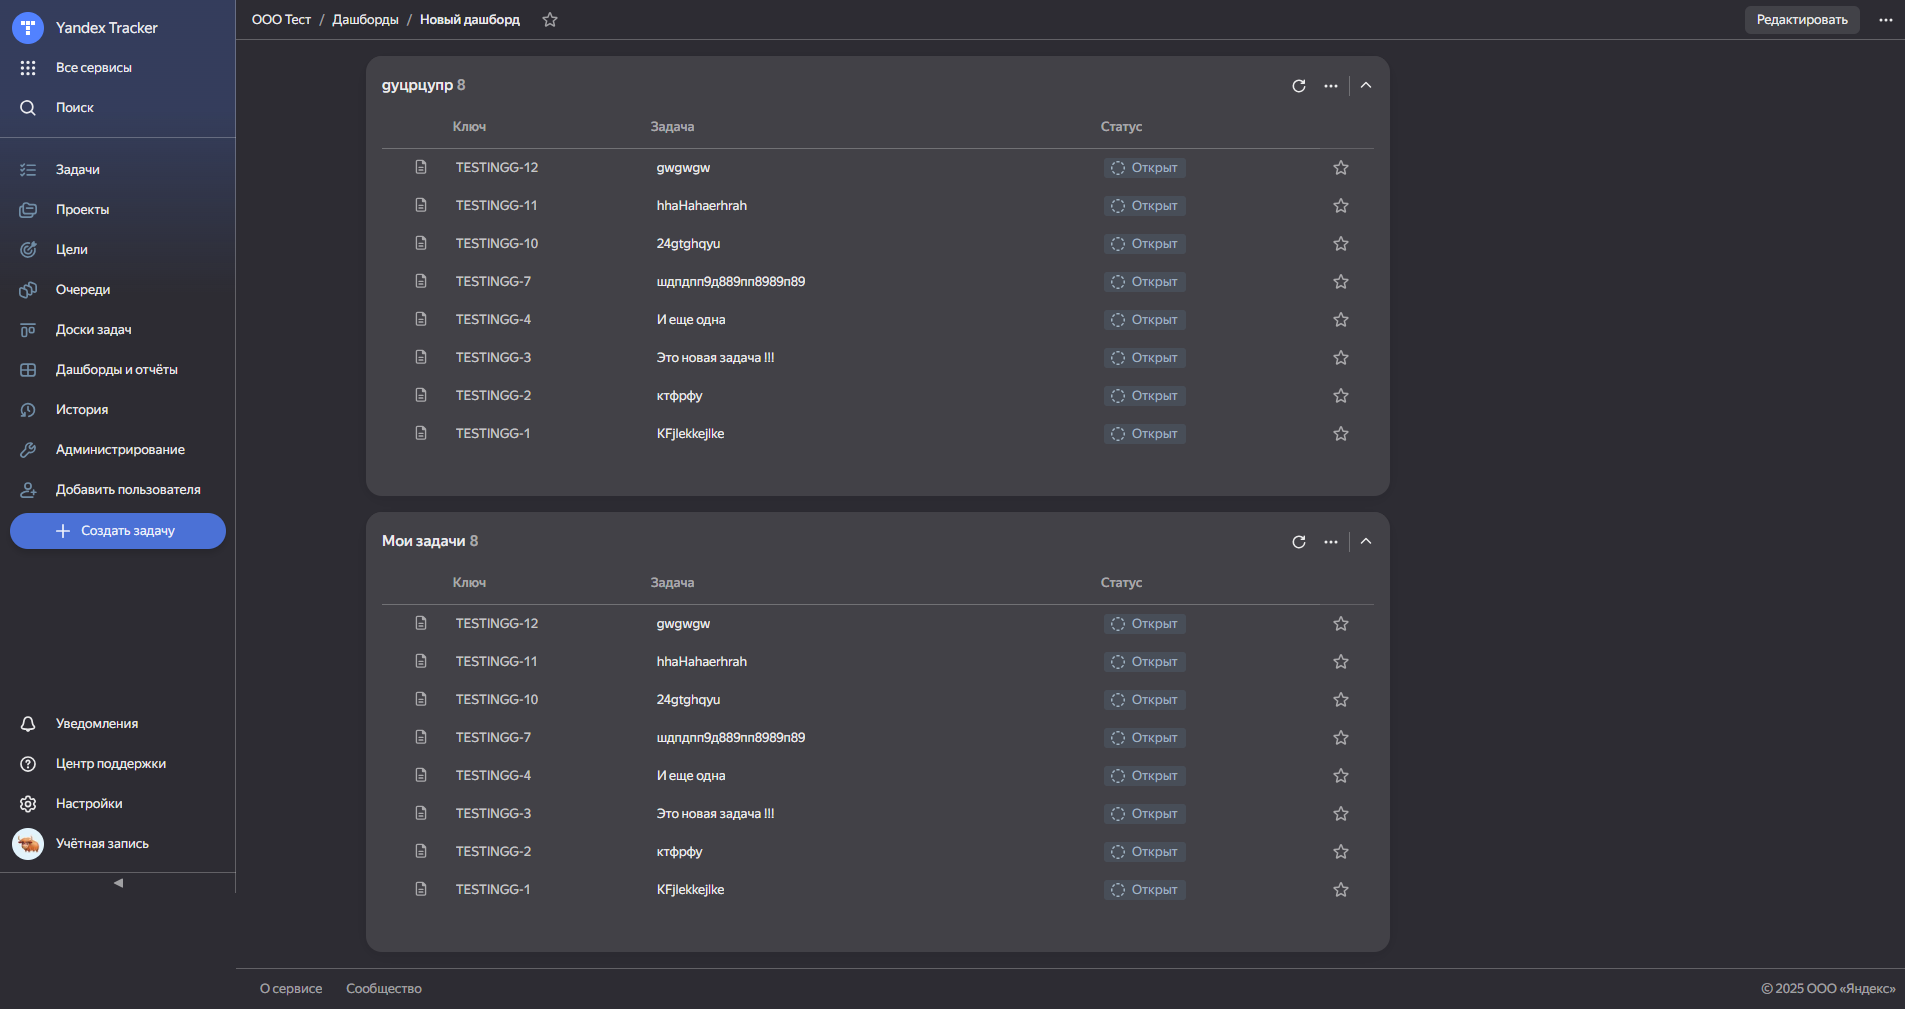 Yandex Tracker
Все сервисы
Поиск
Задачи
Проекты
Цели
Очереди
Доски задач
Дашборды и отчёты
История
Администрирование
Добавить пользователя
Создать задачу
Уведомления
Центр поддержки
Настройки
Учётная запись
ООО Тест / Дашборды / Новый дашборд
Редактировать
дуцрцупр 8
Ключ Задача Статус
TESTINGG-12 gwgwgw Открыт
TESTINGG-11 hhaHahaerhrah Открыт
TESTINGG-10 24gtghqyu Открыт
TESTINGG-7 шдпдпп9д889пп8989п89 Открыт
TESTINGG-4 И еще одна Открыт
TESTINGG-3 Это новая задача !!! Открыт
TESTINGG-2 ктфрфу Открыт
TESTINGG-1 KFjlekkejlke Открыт
Мои задачи 8
Ключ Задача Статус
TESTINGG-12 gwgwgw Открыт
TESTINGG-11 hhaHahaerhrah Открыт
TESTINGG-10 24gtghqyu Открыт
TESTINGG-7 шдпдпп9д889пп8989п89 Открыт
TESTINGG-4 И еще одна Открыт
TESTINGG-3 Это новая задача !!! Открыт
TESTINGG-2 ктфрфу Открыт
TESTINGG-1 KFjlekkejlke Открыт
О сервисе Сообщество © 2025 ООО «Яндекс»